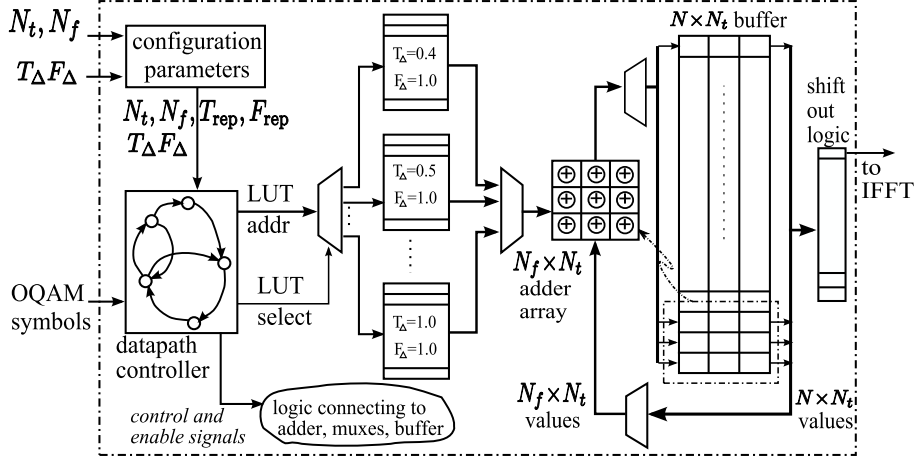 N_t, N_f
T_Δ F_Δ
configuration
parameters
N_t, N_f, T_rep, F_rep
T_Δ F_Δ
OQAM
symbols
datapath
controller
LUT
addr
LUT
select
control and
enable signals
logic connecting to
adder, muxes, buffer
T_Δ=0.4
F_Δ=1.0
T_Δ=0.5
F_Δ=1.0
T_Δ=1.0
F_Δ=1.0
N_f×N_t
adder
array
N×N_t buffer
N_f×N_t
values
N×N_t
values
shift
out
logic
to
IFFT